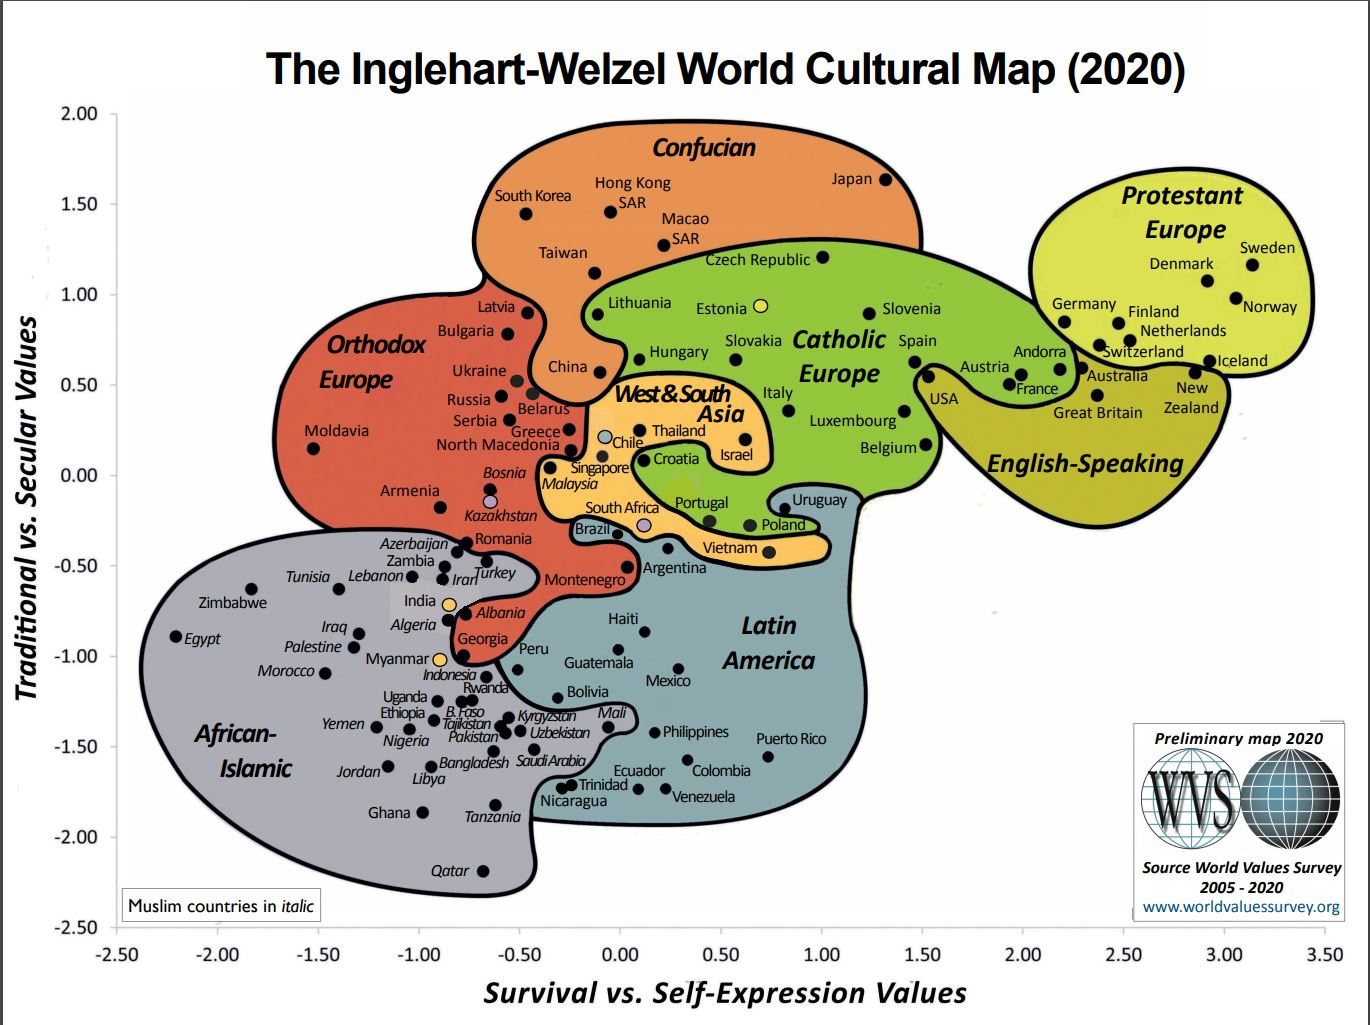 The Inglehart-Welzel World Cultural Map (2020)
2.00
1.50
1.00
0.50
0.00
-0.50
-1.00
-1.50
-2.00
-2.50
Traditional vs. Secular Values
Confucian
Japan
South Korea
Hong Kong
SAR
Macao
SAR
Taiwan
China
Protestant
Europe
Sweden
Denmark
Norway
Germany
Finland
Netherlands
Switzerland
Iceland
Orthodox
Europe
Latvia
Bulgaria
Ukraine
Russia
Belarus
Serbia
Greece
North Macedonia
Moldavia
Bosnia
Armenia
Kazakhstan
Romania
Montenegro
Albania
Georgia
Catholic
Europe
Czech Republic
Lithuania
Estonia
Slovenia
Slovakia
Hungary
Spain
Andorra
Austria
France
Italy
Luxembourg
Belgium
Croatia
Portugal
Poland
English-Speaking
USA
Australia
New
Zealand
Great Britain
West & South
Asia
Thailand
Israel
Chile
Singapore
Malaysia
South Africa
Vietnam
Latin
America
Uruguay
Brazil
Argentina
Haiti
Guatemala
Mexico
Peru
Bolivia
Philippines
Puerto Rico
Colombia
Ecuador
Venezuela
Trinidad
Nicaragua
African-
Islamic
Azerbaijan
Zambia
Lebanon
Iran
Turkey
Tunisia
Zimbabwe
India
Algeria
Egypt
Iraq
Palestine
Myanmar
Morocco
Indonesia
Rwanda
Uganda
B. Faso
Ethiopia
Tajikistan
Kyrgyzstan
Mali
Yemen
Nigeria
Pakistan
Uzbekistan
Bangladesh
Saudi Arabia
Jordan
Libya
Ghana
Tanzania
Qatar
Muslim countries in italic
Preliminary map 2020
WVS
Source World Values Survey
2005 - 2020
www.worldvaluessurvey.org
-2.50
-2.00
-1.50
-1.00
-0.50
0.00
0.50
1.00
1.50
2.00
2.50
3.00
3.50
Survival vs. Self-Expression Values